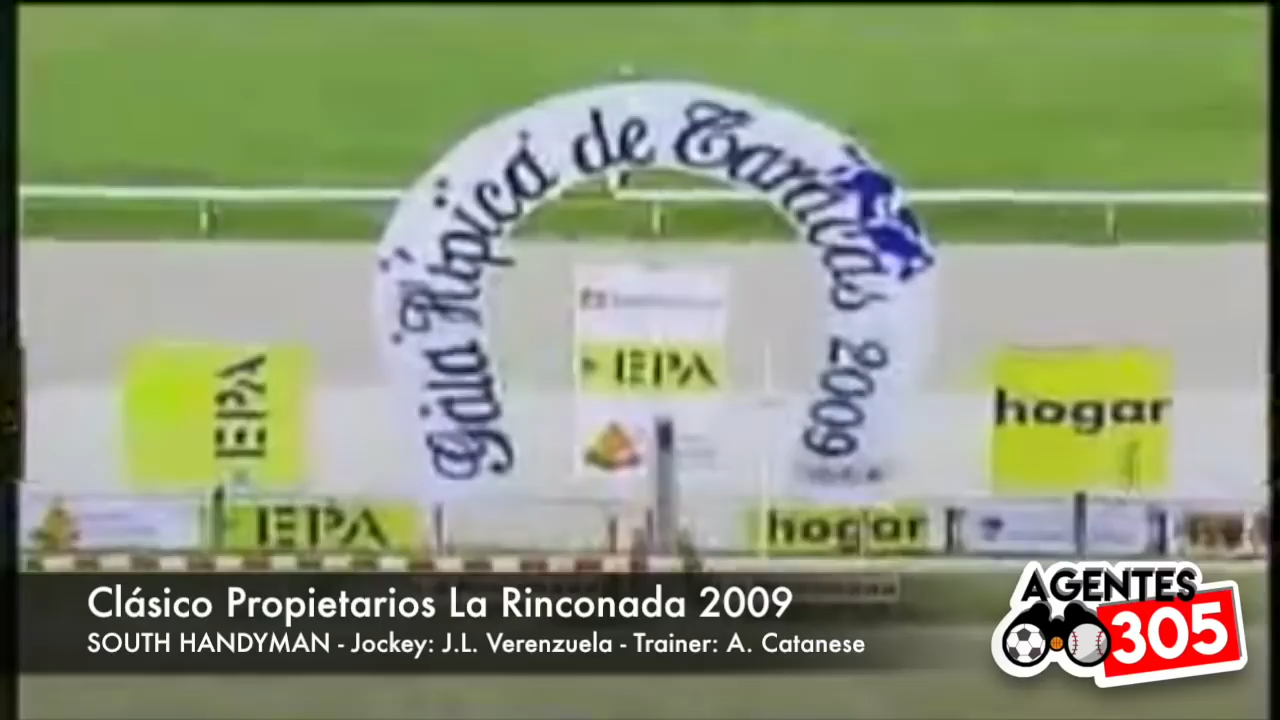 Gala Hípica de Caracas 2009
EPA
EPA
hogar
EPA
hogar
Clásico Propietarios La Rinconada 2009
SOUTH HANDYMAN - Jockey: J.L. Verenzuela - Trainer: A. Catanese
AGENTES
305